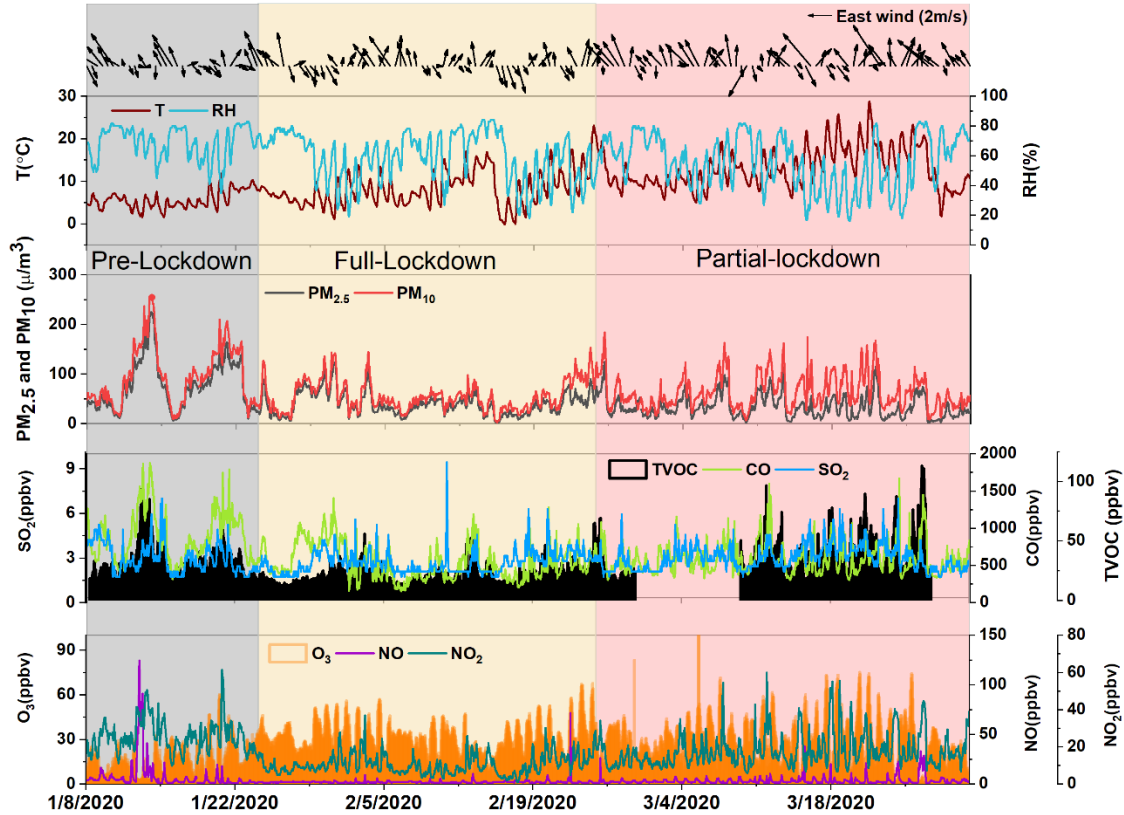 East wind (2m/s)
30
20
10
0
T(°C)
T
RH
100
80
60
40
20
0
RH(%)
Pre-Lockdown
Full-Lockdown
Partial-lockdown
300
200
100
0
PM2.5 and PM10 (μ/m3)
PM2.5
PM10
9
6
3
0
SO2(ppbv)
TVOC
CO
SO2
2000
1500
1000
500
0
CO(ppbv)
100
50
0
TVOC (ppbv)
90
60
30
0
O3(ppbv)
O3
NO
NO2
150
100
50
0
NO(ppbv)
80
60
40
20
0
NO2(ppbv)
1/8/2020
1/22/2020
2/5/2020
2/19/2020
3/4/2020
3/18/2020